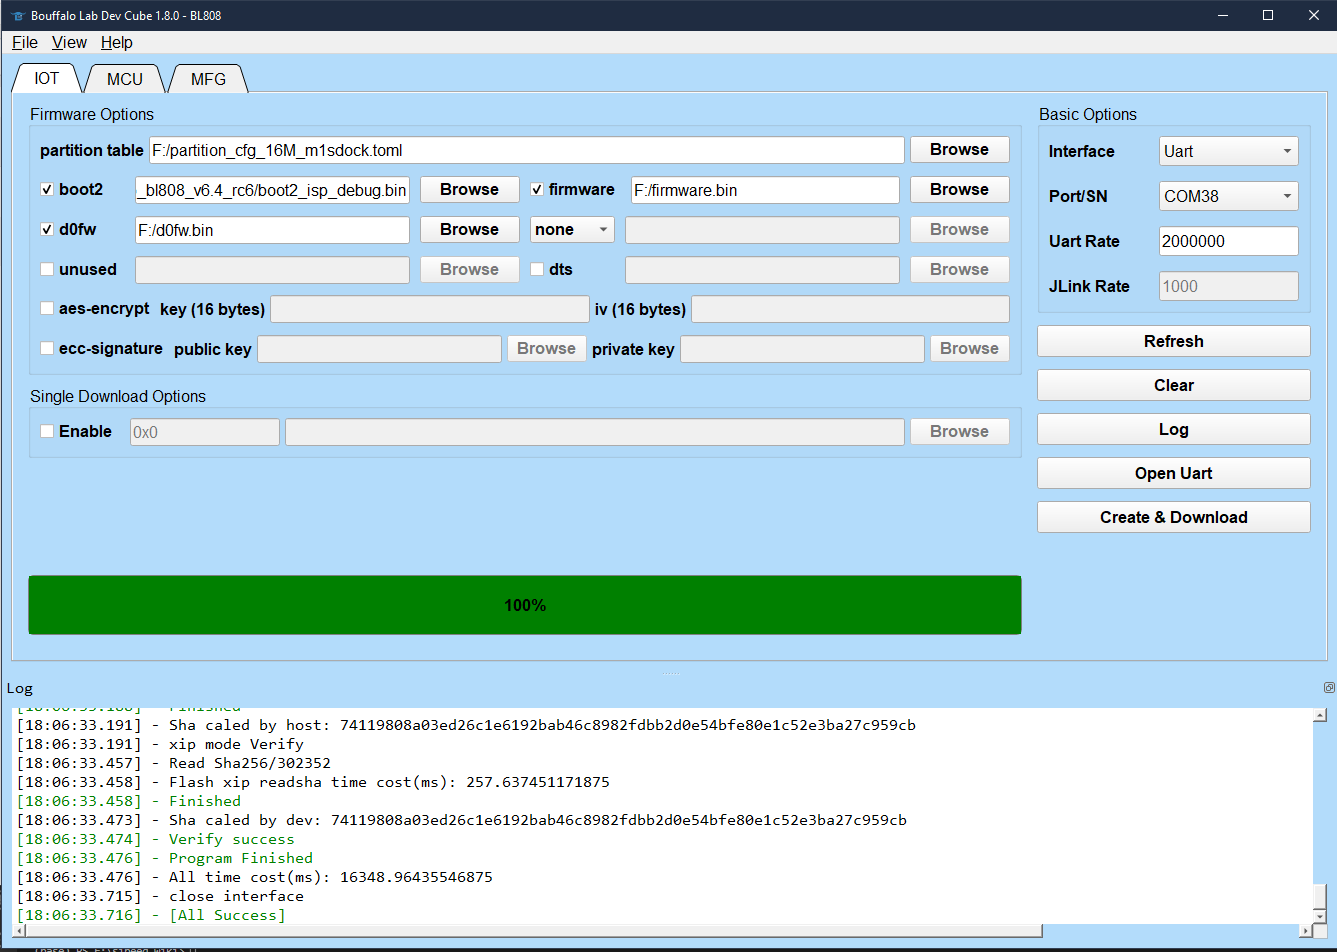 Bouffalo Lab Dev Cube 1.8.0 - BL808
File View Help
IOT MCU MFG
Firmware Options
partition table F:/partition_cfg_16M_m1sdock.toml Browse
boot2 _bl808_v6.4_rc6/boot2_isp_debug.bin Browse firmware F:/firmware.bin Browse
d0fw F:/d0fw.bin Browse none Browse
unused Browse dts Browse
aes-encrypt key (16 bytes) iv (16 bytes)
ecc-signature public key Browse private key Browse
Single Download Options
Enable 0x0 Browse
100%
Basic Options
Interface Uart
Port/SN COM38
Uart Rate 2000000
JLink Rate 1000
Refresh
Clear
Log
Open Uart
Create & Download
Log
[18:06:33.191] - Sha caled by host: 74119808a03ed26c1e6192bab46c8982fdbb2d0e54bfe80e1c52e3ba27c959cb
[18:06:33.191] - xip mode Verify
[18:06:33.457] - Read Sha256/302352
[18:06:33.458] - Flash xip readsha time cost(ms): 257.637451171875
[18:06:33.458] - Finished
[18:06:33.473] - Sha caled by dev: 74119808a03ed26c1e6192bab46c8982fdbb2d0e54bfe80e1c52e3ba27c959cb
[18:06:33.474] - Verify success
[18:06:33.476] - Program Finished
[18:06:33.476] - All time cost(ms): 16348.96435546875
[18:06:33.715] - close interface
[18:06:33.716] - [All Success]